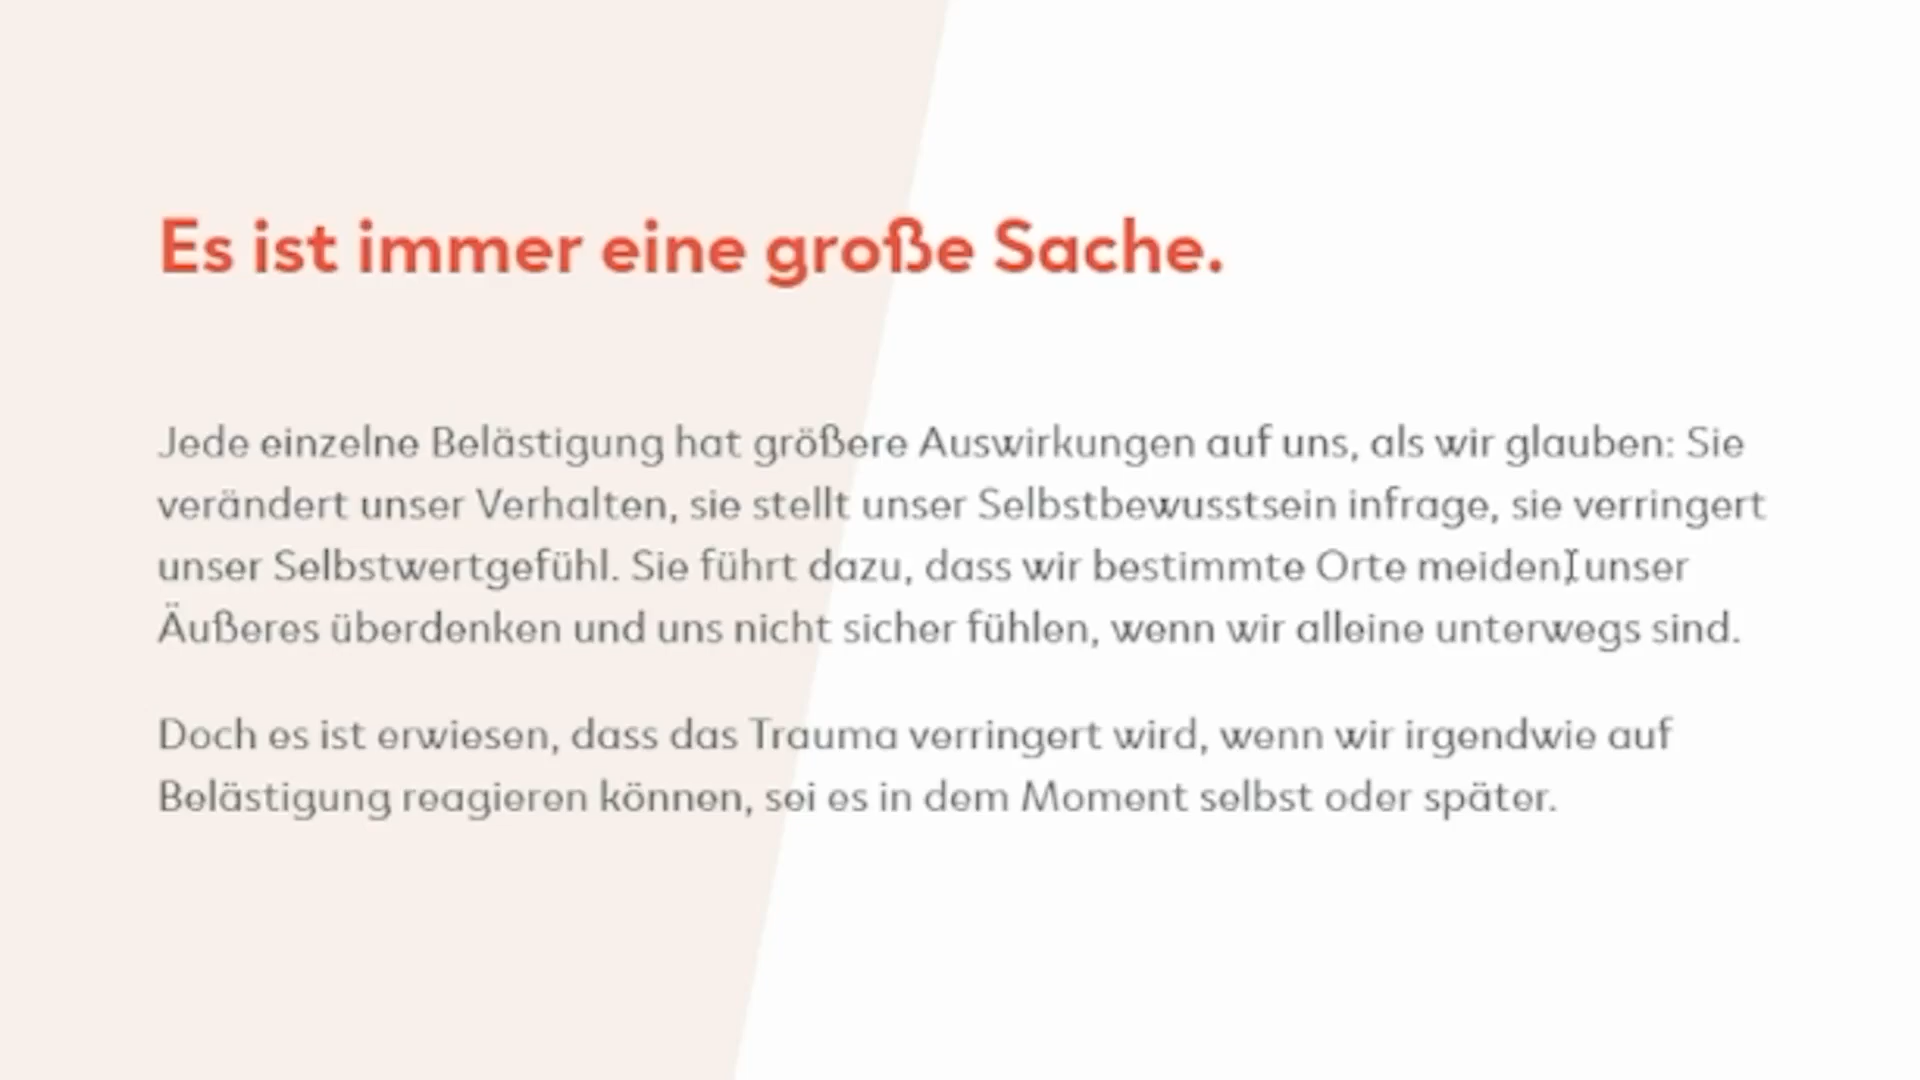 Es ist immer eine große Sache.
Jede einzelne Belästigung hat größere Auswirkungen auf uns, als wir glauben: Sie
verändert unser Verhalten, sie stellt unser Selbstbewusstsein infrage, sie verringert
unser Selbstwertgefühl. Sie führt dazu, dass wir bestimmte Orte meiden, unser
Äußeres überdenken und uns nicht sicher fühlen, wenn wir alleine unterwegs sind.
Doch es ist erwiesen, dass das Trauma verringert wird, wenn wir irgendwie auf
Belästigung reagieren können, sei es in dem Moment selbst oder später.